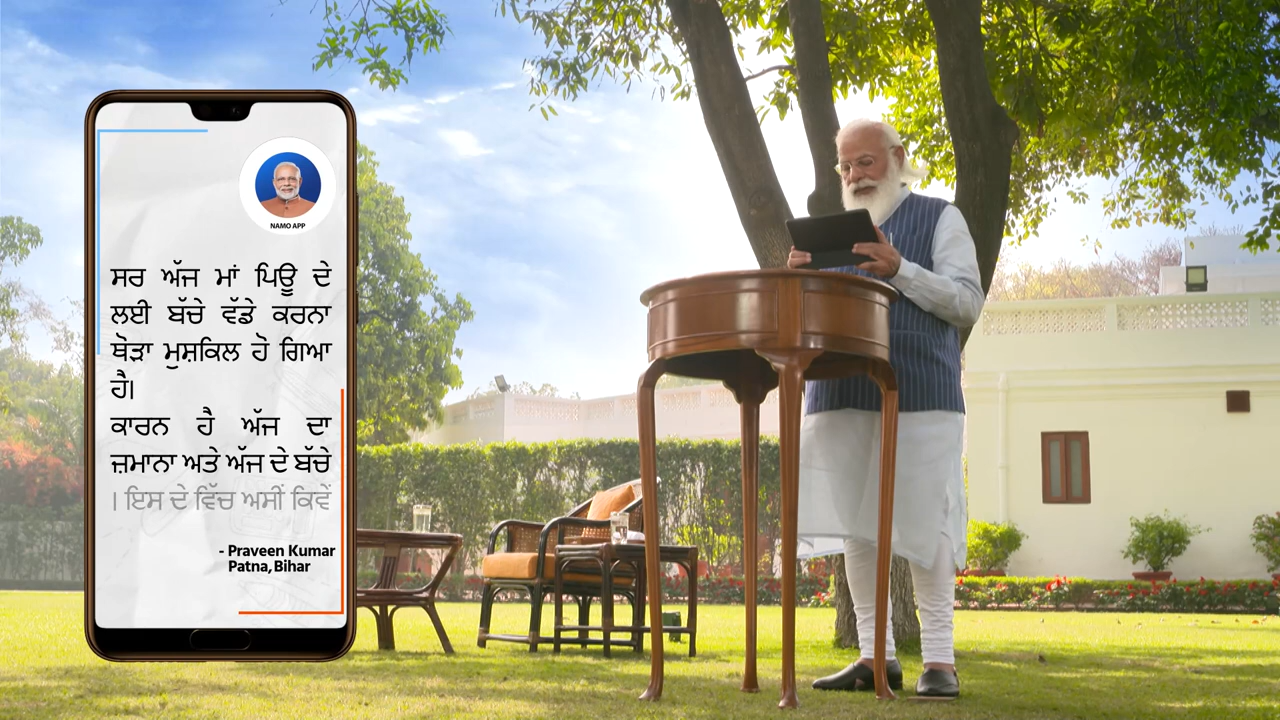 NAMO APP
ਸਰ ਅੱਜ ਮਾਂ ਪਿਊ ਦੇ
ਲਈ ਬੱਚੇ ਵੱਡੇ ਕਰਨਾ
ਥੋੜਾ ਮੁਸ਼ਕਿਲ ਹੋ ਗਿਆ
ਹੈ।
ਕਾਰਨ ਹੈ ਅੱਜ ਦਾ
ਜ਼ਮਾਨਾ ਅਤੇ ਅੱਜ ਦੇ ਬੱਚੇ
। ਇਸ ਦੇ ਵਿੱਚ ਅਸੀਂ ਕਿਵੇਂ
- Praveen Kumar
Patna, Bihar